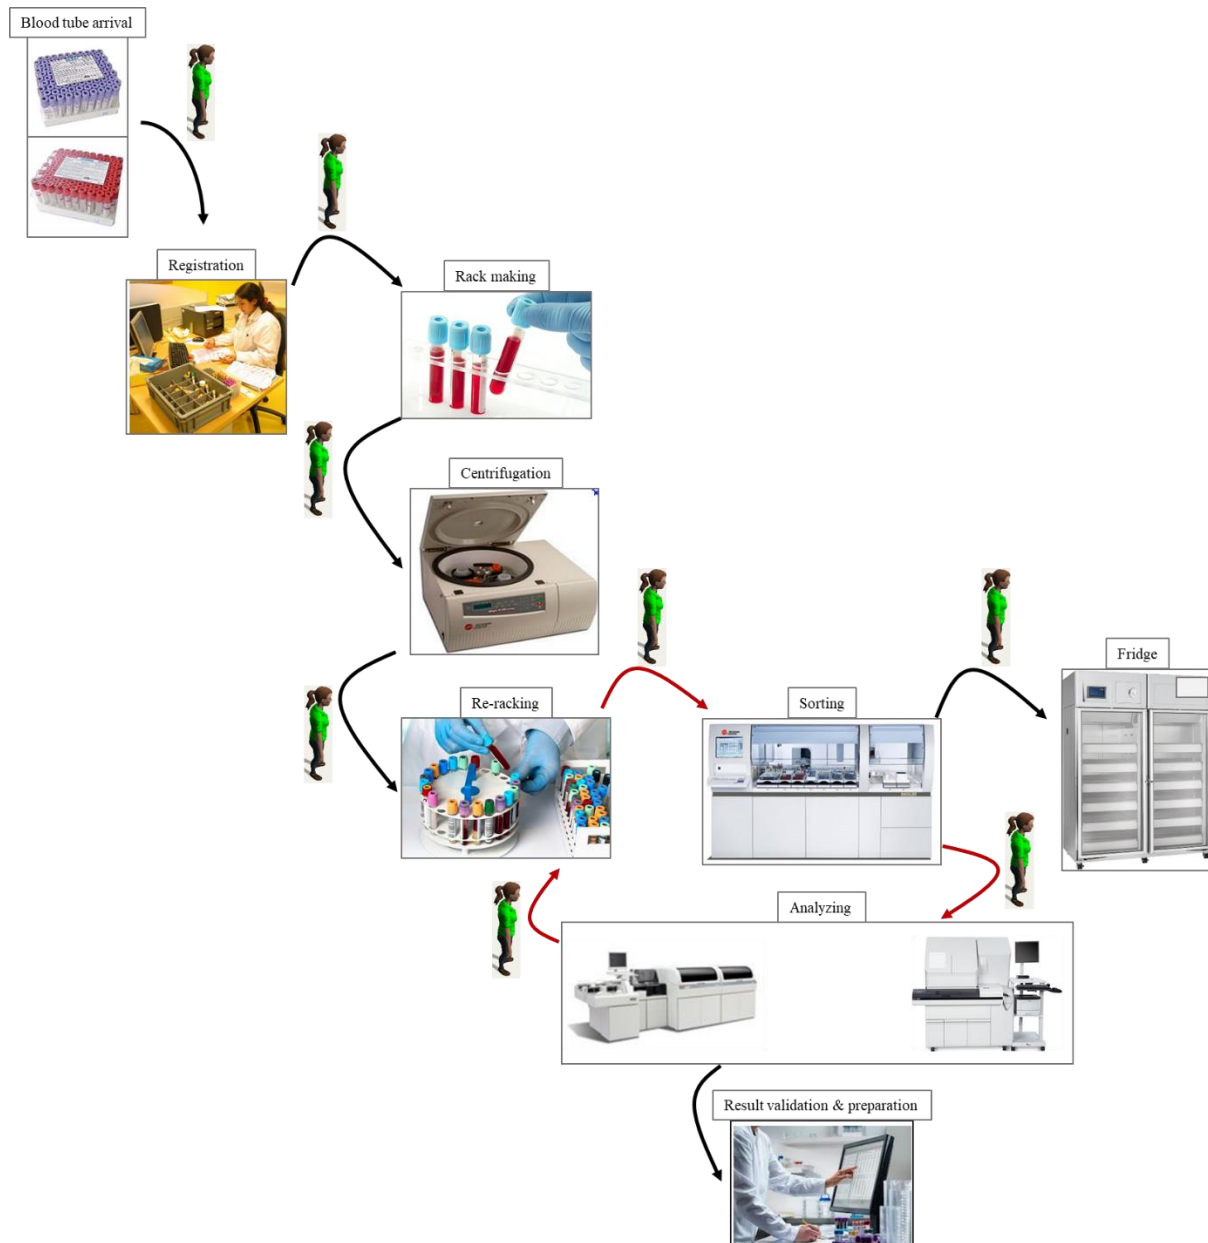 Blood tube arrival
Registration
Rack making
Centrifugation
Re-racking
Sorting
Fridge
Analyzing
Result validation & preparation